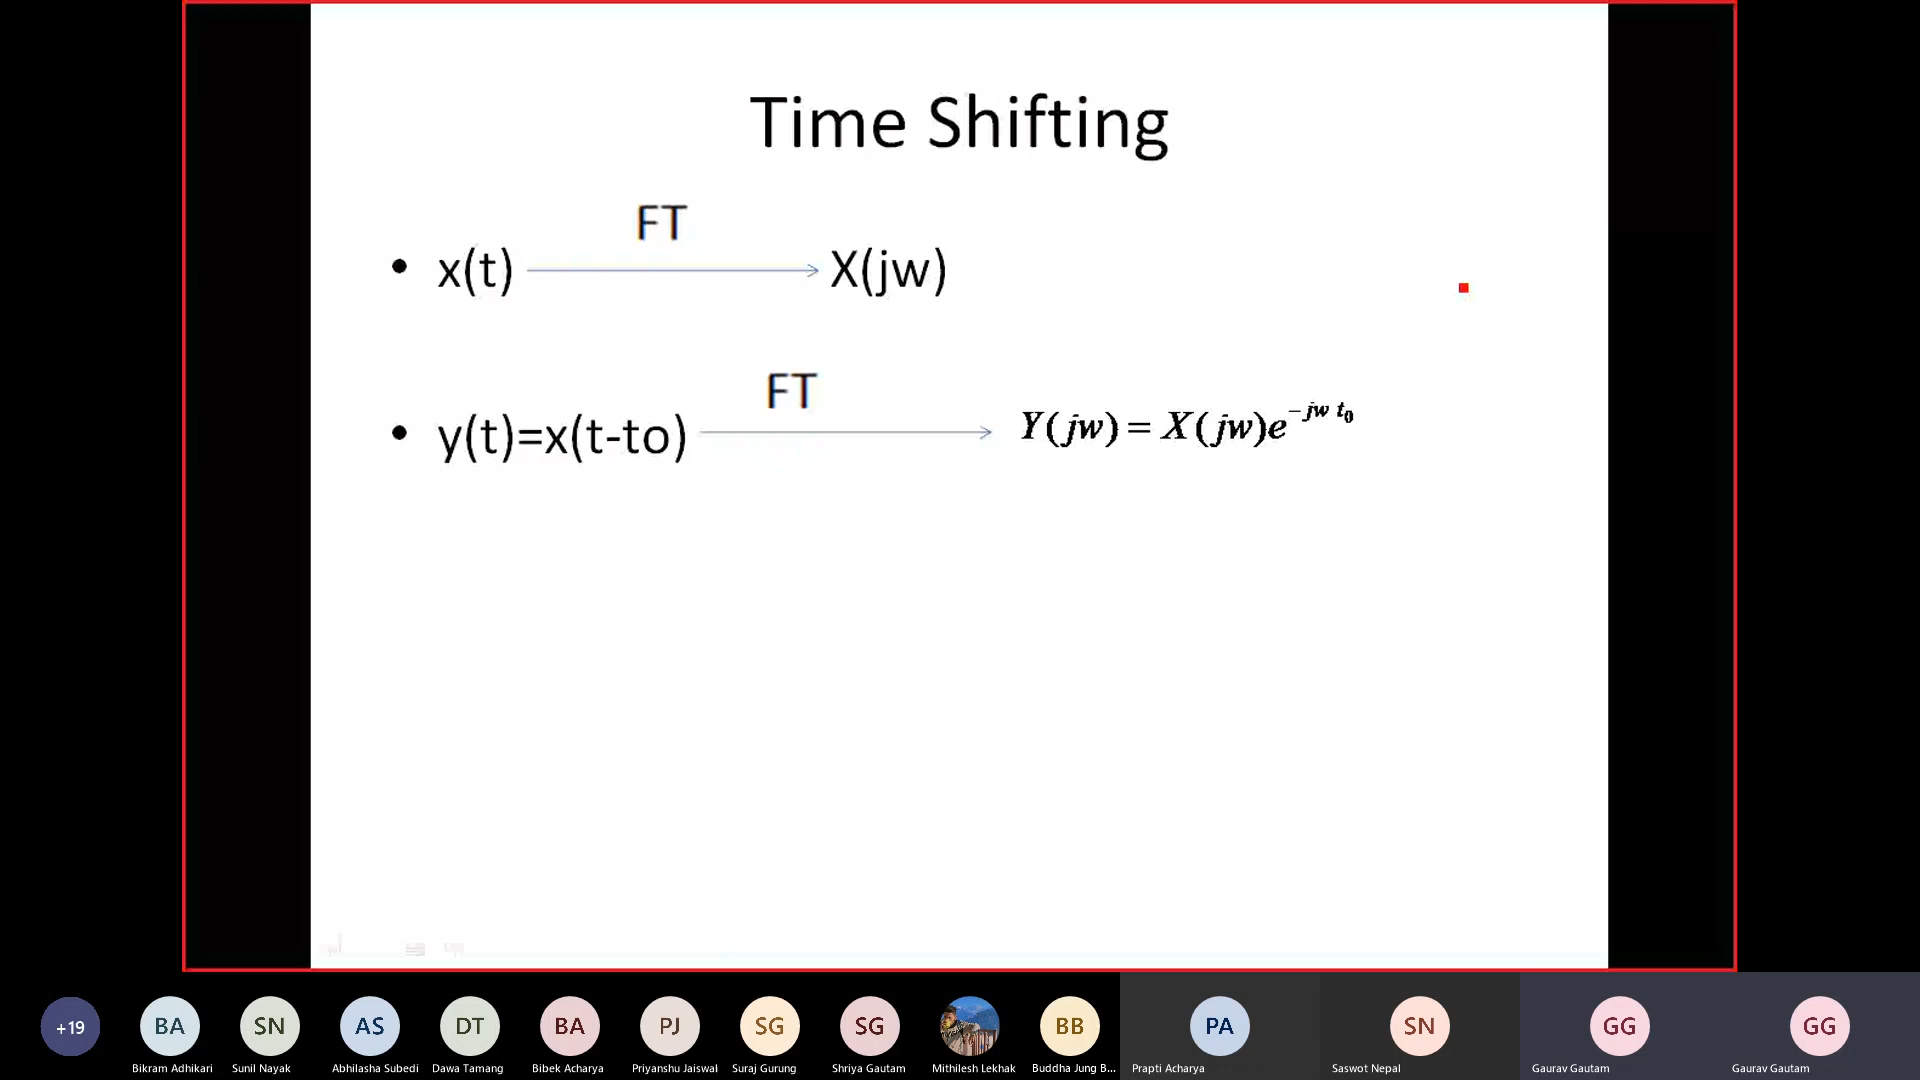 Time Shifting
FT
• x(t) → X(jw)
FT
• y(t)=x(t-to) → Y(jw) = X(jw)e^{-jw t₀}
+19 BA SN AS DT BA PJ SG SG BB PA SN GG GG
Bikram Adhikari Sunil Nayak Abhilasha Subedi Dawa Tamang Bibek Acharya Priyanshu Jaiswal Suraj Gurung Shriya Gautam Mithilesh Lekhak Buddha Jung B... Prapti Acharya Saswot Nepal Gaurav Gautam Gaurav Gautam